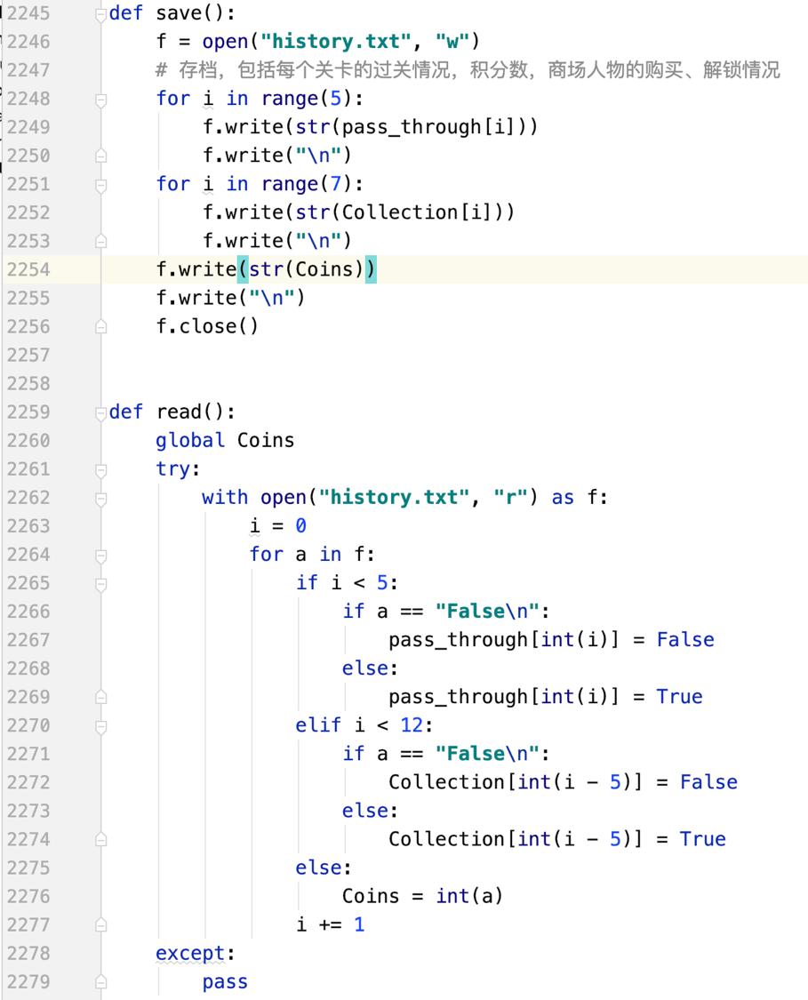 2245 def save():
2246     f = open("history.txt", "w")
2247     # 存档，包括每个关卡的过关情况，积分数，商场人物的购买、解锁情况
2248     for i in range(5):
2249         f.write(str(pass_through[i]))
2250         f.write("\n")
2251     for i in range(7):
2252         f.write(str(Collection[i]))
2253         f.write("\n")
2254     f.write(str(Coins))
2255     f.write("\n")
2256     f.close()
2257
2258
2259 def read():
2260     global Coins
2261     try:
2262         with open("history.txt", "r") as f:
2263             i = 0
2264             for a in f:
2265                 if i < 5:
2266                     if a == "False\n":
2267                         pass_through[int(i)] = False
2268                     else:
2269                         pass_through[int(i)] = True
2270                 elif i < 12:
2271                     if a == "False\n":
2272                         Collection[int(i - 5)] = False
2273                     else:
2274                         Collection[int(i - 5)] = True
2275                 else:
2276                     Coins = int(a)
2277                 i += 1
2278     except:
2279         pass